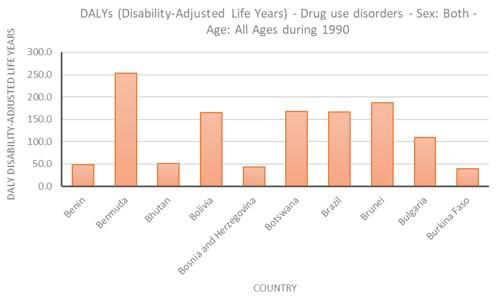 DALYs (Disability-Adjusted Life Years) - Drug use disorders - Sex: Both -
Age: All Ages during 1990
DALY DISABILITY-ADJUSTED LIFE YEARS
300.0
250.0
200.0
150.0
100.0
50.0
0.0
Benin
Bermuda
Bhutan
Bolivia
Bosnia and Herzegovina
Botswana
Brazil
Brunei
Bulgaria
Burkina Faso
COUNTRY